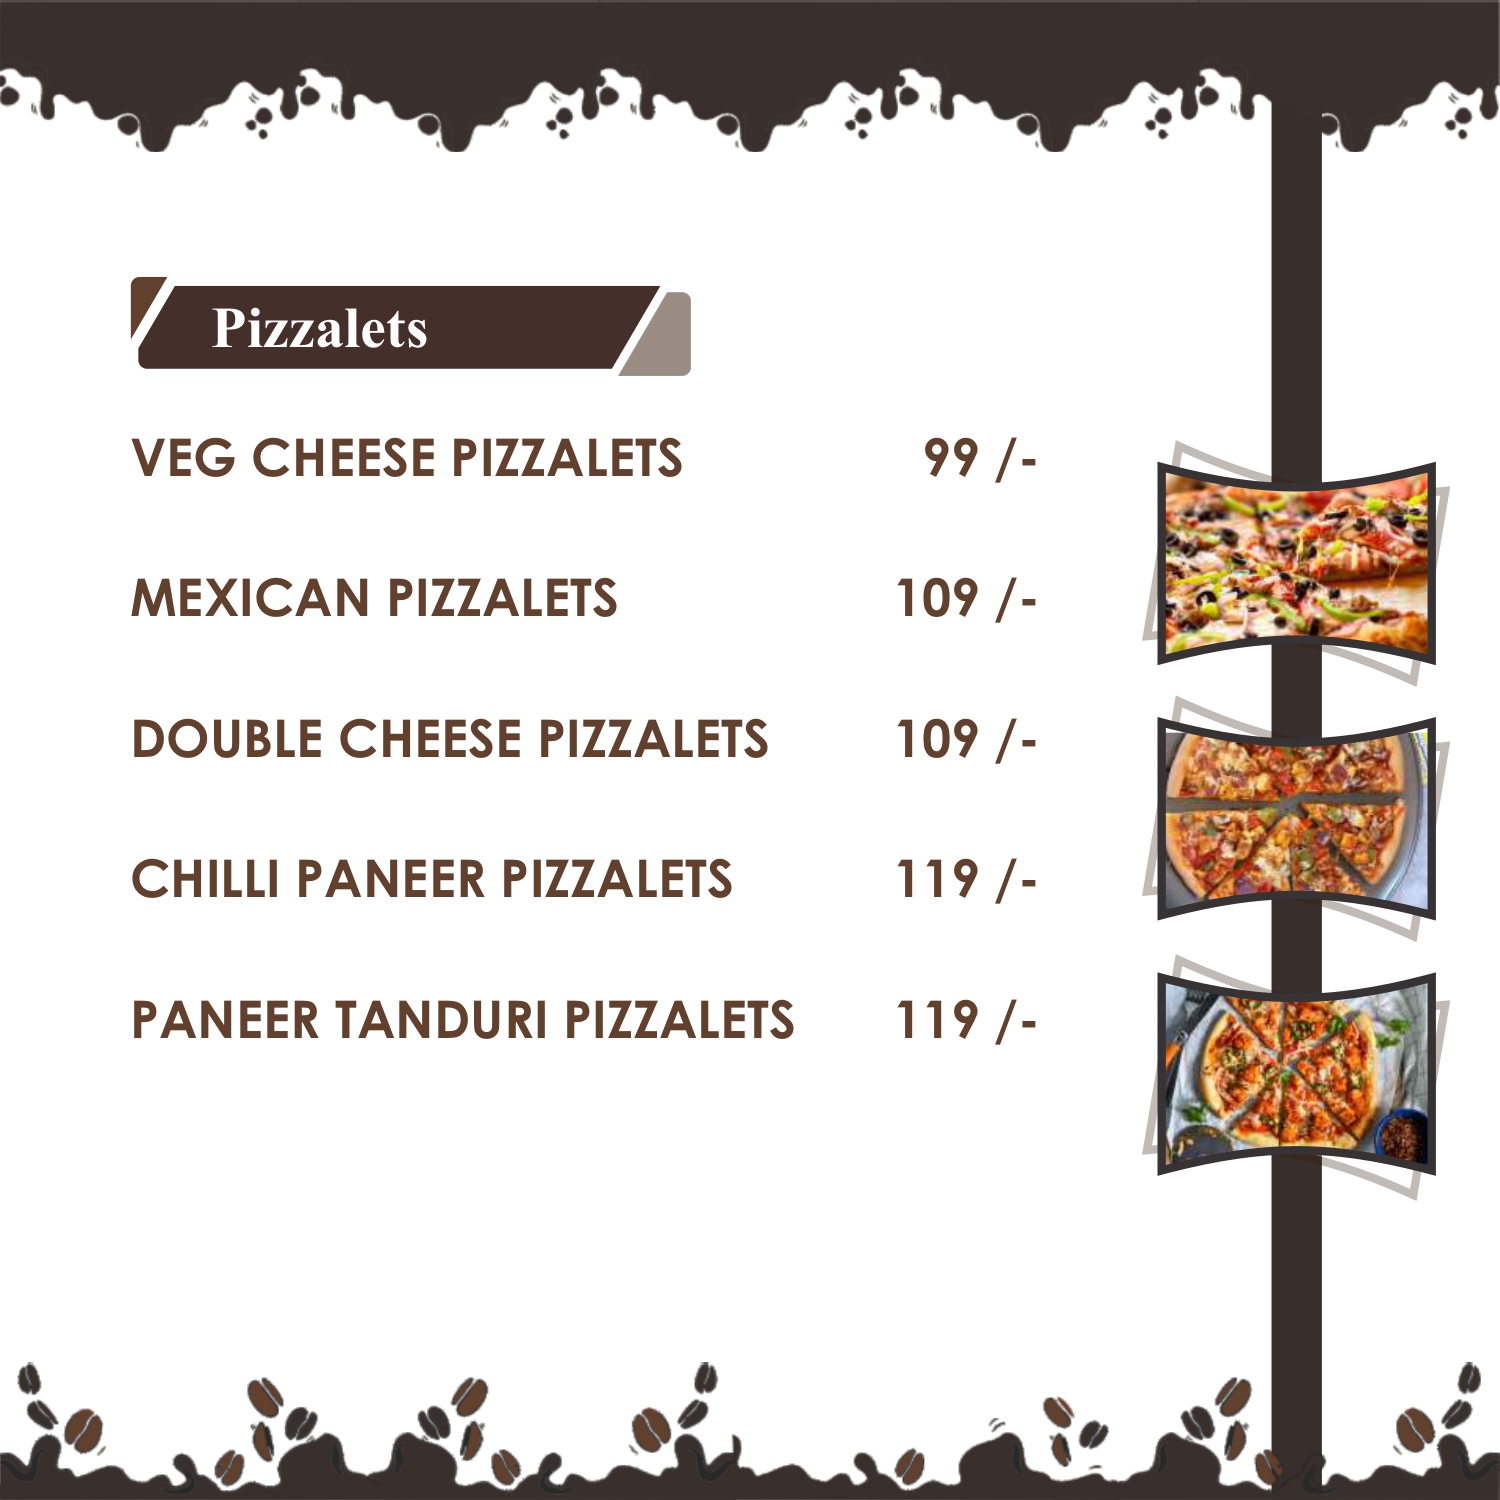 Pizzalets
VEG CHEESE PIZZALETS 99 /-
MEXICAN PIZZALETS 109 /-
DOUBLE CHEESE PIZZALETS 109 /-
CHILLI PANEER PIZZALETS 119 /-
PANEER TANDURI PIZZALETS 119 /-